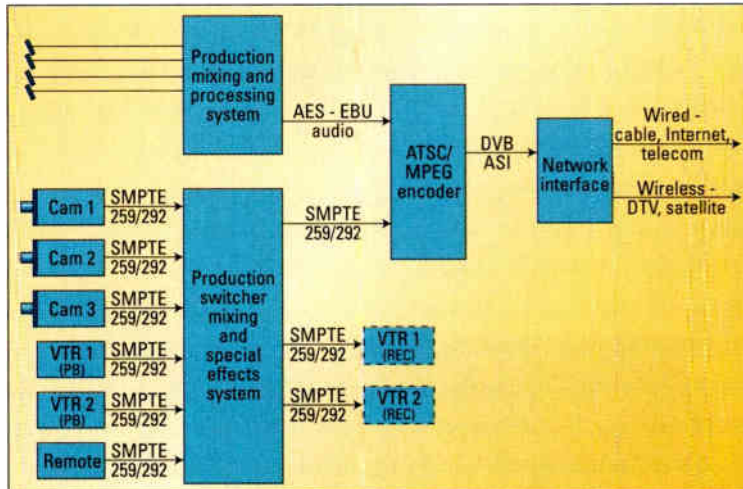 Production
mixing and
processing
system
AES - EBU
audio
ATSC/
MPEG
encoder
DVB
ASI
Network
interface
Wired -
cable, Internet,
telecom
Wireless -
DTV, satellite
Cam 1
SMPTE
259/292
Cam 2
SMPTE
259/292
Cam 3
SMPTE
259/292
VTR 1
(PB)
SMPTE
259/292
VTR 2
(PB)
SMPTE
259/292
Remote
SMPTE
259/292
Production
switcher
mixing
and
special
effects
system
SMPTE
259/292
SMPTE
259/292
VTR 1
(REC)
SMPTE
259/292
VTR 2
(REC)